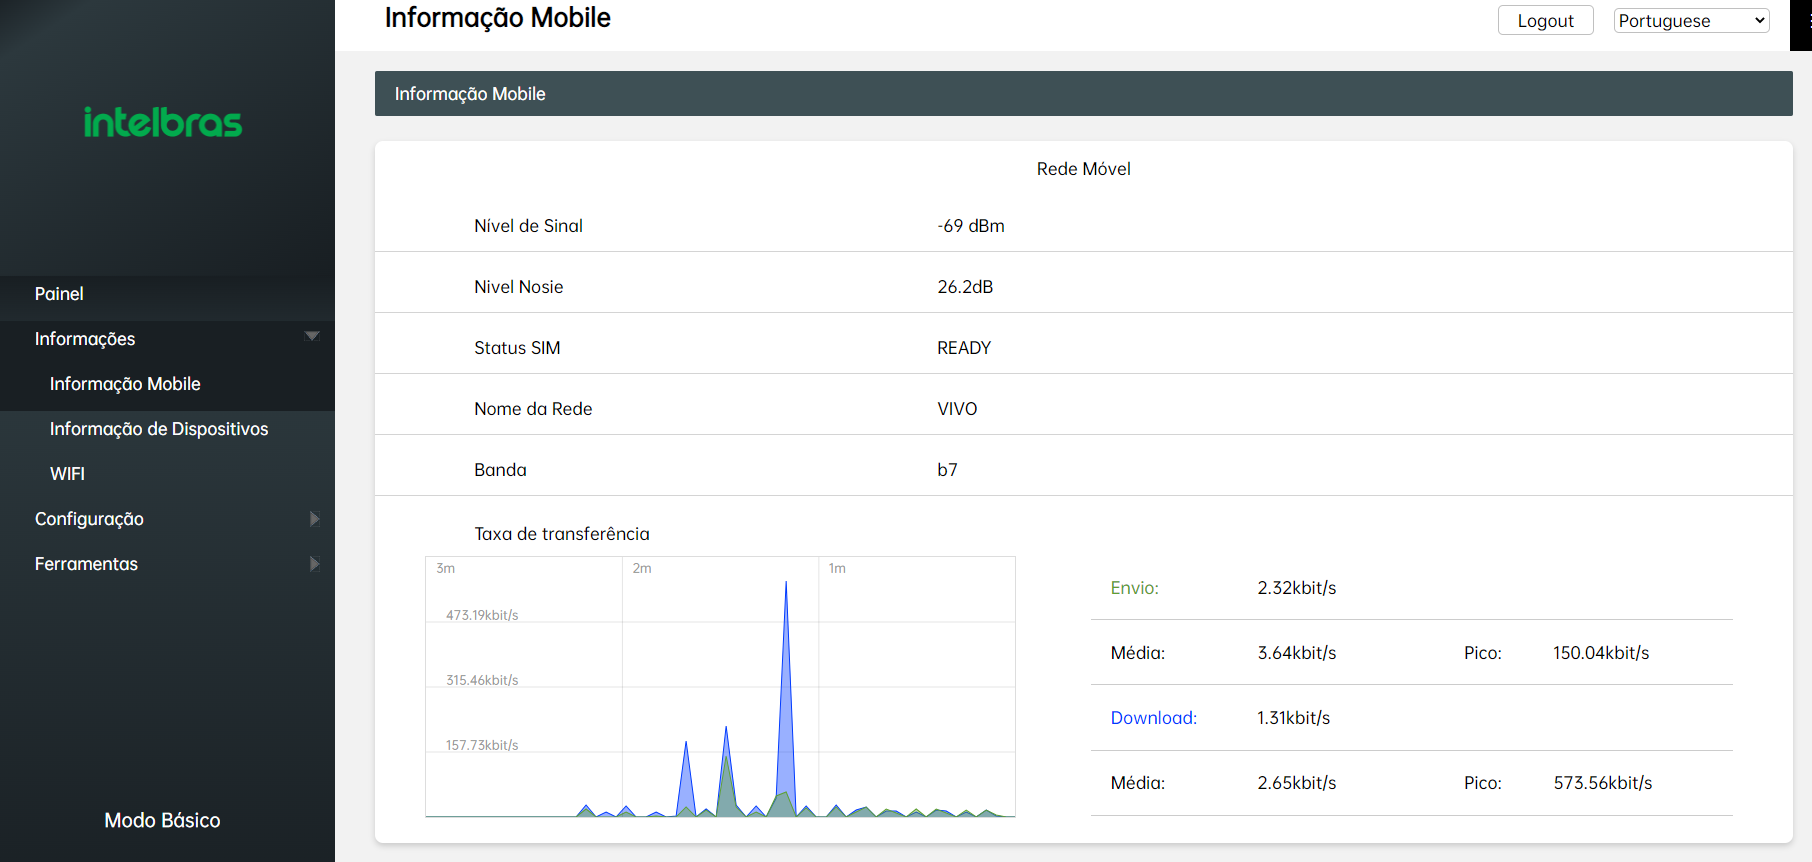 Informação Mobile
Logout
Portuguese
intelbras
Informação Mobile
Painel
Informações
Informação Mobile
Informação de Dispositivos
WIFI
Configuração
Ferramentas
Modo Básico
Rede Móvel
Nível de Sinal -69 dBm
Nivel Nosie 26.2dB
Status SIM READY
Nome da Rede VIVO
Banda b7
Taxa de transferência
3m 2m 1m
473.19kbit/s
315.46kbit/s
157.73kbit/s
Envio: 2.32kbit/s
Média: 3.64kbit/s Pico: 150.04kbit/s
Download: 1.31kbit/s
Média: 2.65kbit/s Pico: 573.56kbit/s